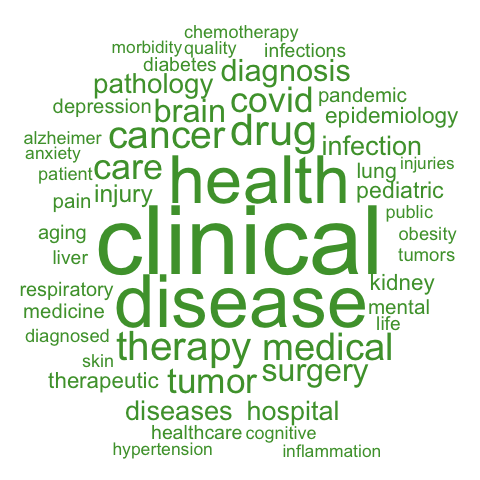 chemotherapy
morbidity quality infections
diabetes diagnosis
pathology covid pandemic
depression brain epidemiology
cancer drug
alzheimer infection
anxiety care health lung injuries
patient injury pediatric
pain public
aging clinical obesity
liver tumors
respiratory disease kidney
medicine mental
diagnosed therapy medical life
skin surgery
therapeutic tumor
diseases hospital
healthcare cognitive
hypertension inflammation